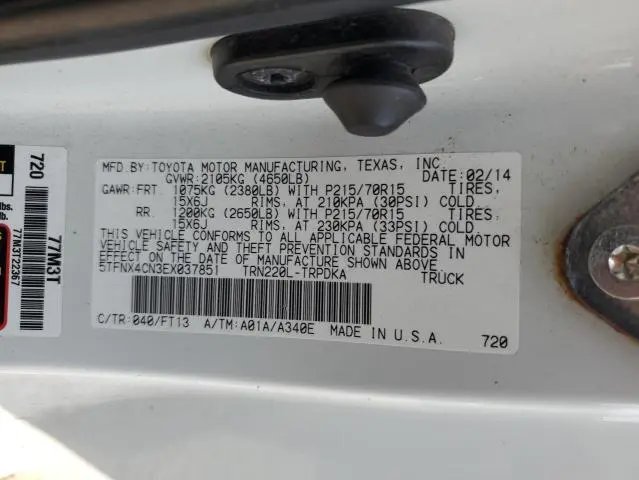 MFD BY:TOYOTA MOTOR MANUFACTURING, TEXAS, INC.
GVWR:2105KG (4650LB) DATE:02/14
GAWR:FRT. 1075KG (2380LB) WITH P215/70R15 TIRES,
15X6J RIMS, AT 210KPA (30PSI) COLD
RR. 1200KG (2650LB) WITH P215/70R15 TIRES,
15X6J RIMS, AT 230KPA (33PSI) COLD
THIS VEHICLE CONFORMS TO ALL APPLICABLE FEDERAL MOTOR
VEHICLE SAFETY AND THEFT PREVENTION STANDARDS IN
EFFECT ON THE DATE OF MANUFACTURE SHOWN ABOVE.
5TFNX4CN3EX037851 TRN220L-TRPDKA TRUCK
C/TR:040/FT13 A/TM:A01A/A340E MADE IN U.S.A. 720
720
77M3T
77M3T22367
lbs.
lb.